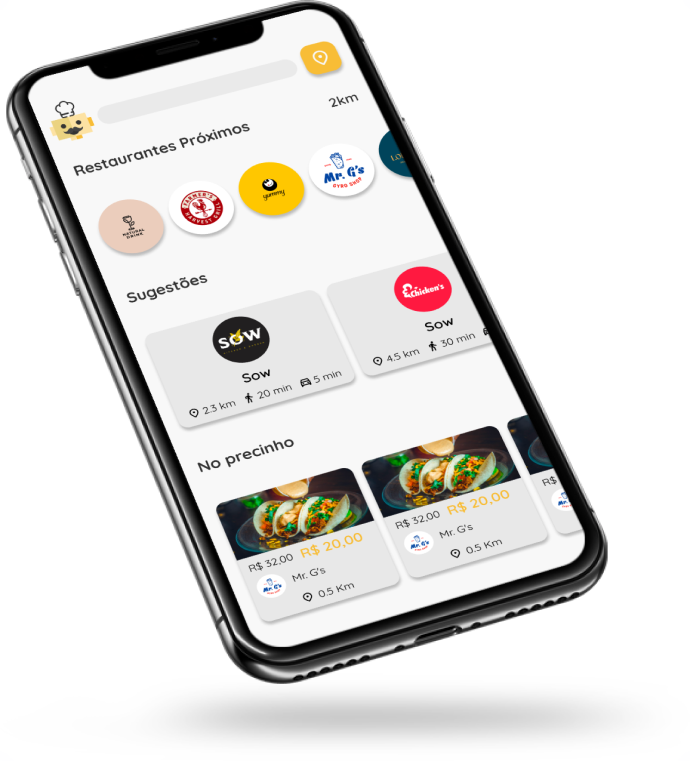 2km
Restaurantes Próximos
NATURAL
DRINK
FARMER'S
HARVEST GRILL
yummy
Mr. G's
GYRO SHOP
Sugestões
SOW
Chicken's
Sow
2.3 km 20 min 5 min
Sow
4.5 km 30 min
No precinho
R$ 32,00 R$ 20,00
Mr. G's
Mr. G's
0.5 Km
R$ 32,00 R$ 20,00
Mr. G's
Mr. G's
0.5 Km
R$